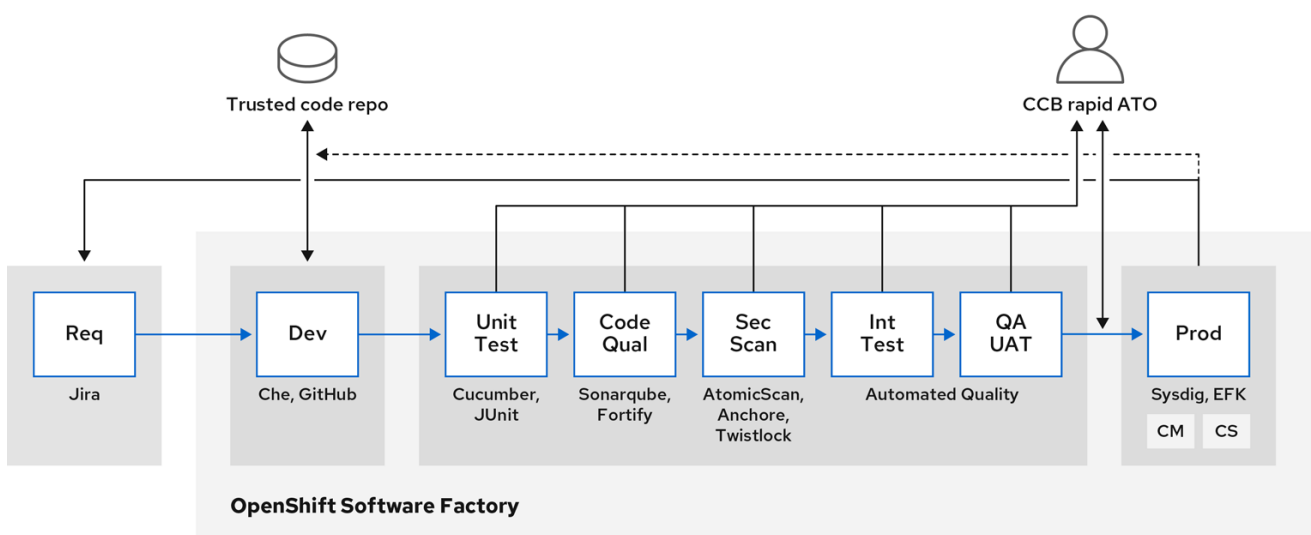 Trusted code repo
CCB rapid ATO
Req
Dev
Unit
Test
Code
Qual
Sec
Scan
Int
Test
QA
UAT
Prod
Jira
Che, GitHub
Cucumber,
JUnit
Sonarqube,
Fortify
AtomicScan,
Anchore,
Twistlock
Automated Quality
Sysdig, EFK
CM
CS
OpenShift Software Factory